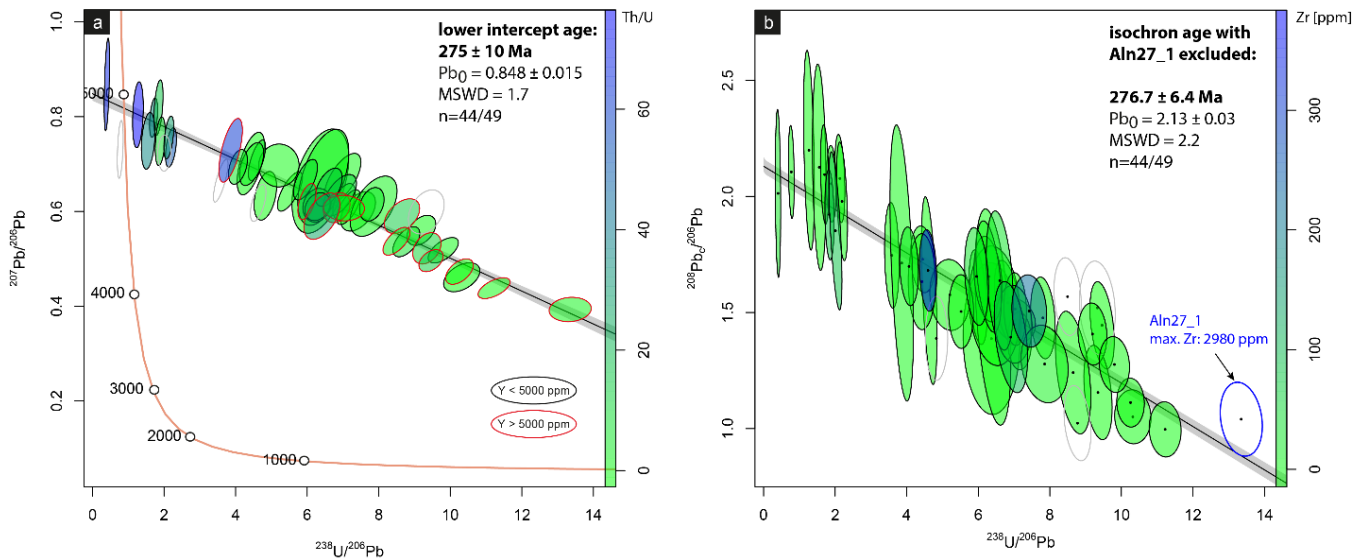 a
Th/U
lower intercept age:
275 ± 10 Ma
Pb0 = 0.848 ± 0.015
MSWD = 1.7
n=44/49
1.0
0.8
0.6
0.4
0.2
207Pb/206Pb
5000
4000
3000
2000
1000
Y < 5000 ppm
Y > 5000 ppm
60
40
20
0
0 2 4 6 8 10 12 14
238U/206Pb
b
Zr [ppm]
isochron age with
Aln27_1 excluded:
276.7 ± 6.4 Ma
Pb0 = 2.13 ± 0.03
MSWD = 2.2
n=44/49
2.5
2.0
1.5
1.0
208Pbc/206Pb
Aln27_1
max. Zr: 2980 ppm
300
200
100
0
0 2 4 6 8 10 12 14
238U/206Pb